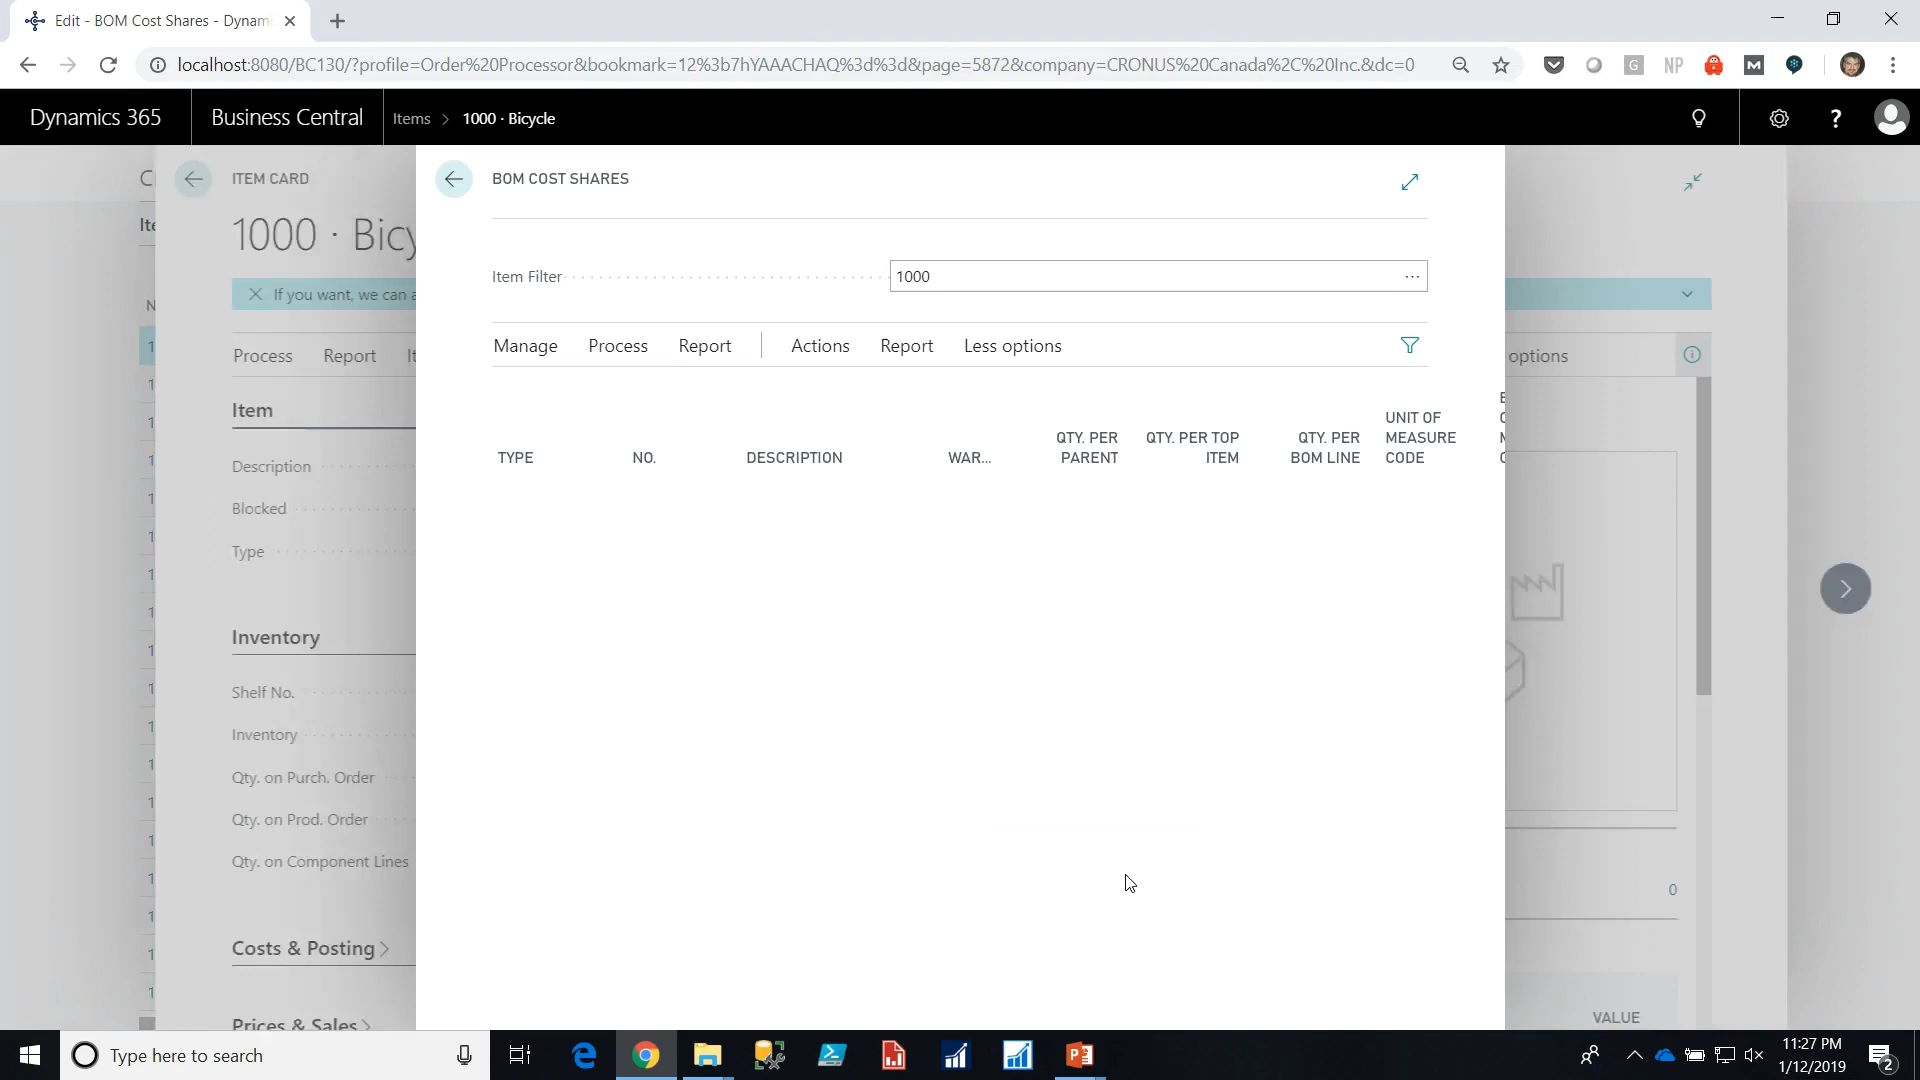 Edit - BOM Cost Shares - Dynam
localhost:8080/BC130/?profile=Order%20Processor&bookmark=12%3b7hYAAACHAQ%3d%3d&page=5872&company=CRONUS%20Canada%2C%20Inc.&dc=0
G
NP
M
Dynamics 365
Business Central
Items > 1000 · Bicycle
?
ITEM CARD
1000 · Bicy
If you want, we can a
Process Report It
Item
Description
Blocked
Type
Inventory
Shelf No.
Inventory
Qty. on Purch. Order
Qty. on Prod. Order
Qty. on Component Lines
Costs & Posting >
Prices & Sales >
BOM COST SHARES
Item Filter 1000 ···
Manage Process Report Actions Report Less options
TYPE
NO.
DESCRIPTION
WAR...
QTY. PER
PARENT
QTY. PER TOP
ITEM
QTY. PER
BOM LINE
UNIT OF
MEASURE
CODE
options
0
VALUE
Type here to search
11:27 PM
1/12/2019
2